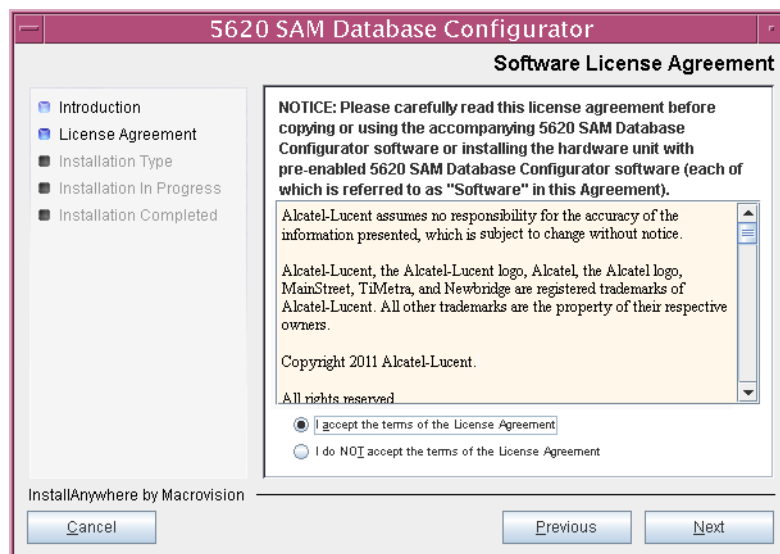 5620 SAM Database Configurator
Software License Agreement
Introduction
License Agreement
Installation Type
Installation In Progress
Installation Completed
NOTICE: Please carefully read this license agreement before
copying or using the accompanying 5620 SAM Database
Configurator software or installing the hardware unit with
pre-enabled 5620 SAM Database Configurator software (each of
which is referred to as "Software" in this Agreement).
Alcatel-Lucent assumes no responsibility for the accuracy of the
information presented, which is subject to change without notice.
Alcatel-Lucent, the Alcatel-Lucent logo, Alcatel, the Alcatel logo,
MainStreet, TiMetra, and Newbridge are registered trademarks of
Alcatel-Lucent. All other trademarks are the property of their respective
owners.
Copyright 2011 Alcatel-Lucent.
All rights reserved
I accept the terms of the License Agreement
I do NOT accept the terms of the License Agreement
InstallAnywhere by Macrovision
Cancel
Previous
Next